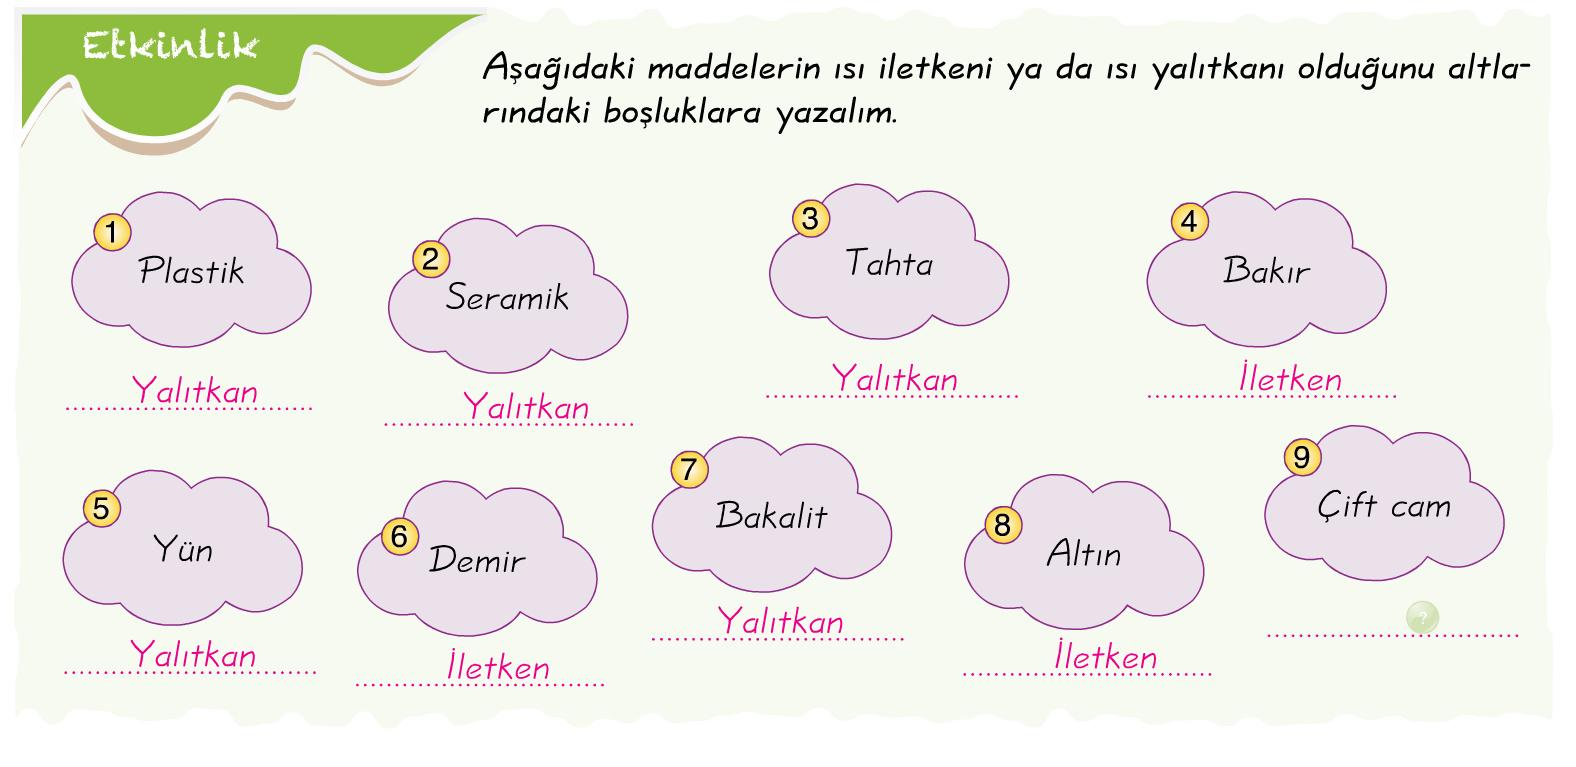 Etkinlik
Aşağıdaki maddelerin ısı iletkeni ya da ısı yalıtkanı olduğunu altla-
rındaki boşluklara yazalım.
1
Plastik
Yalıtkan
2
Seramik
Yalıtkan
3
Tahta
Yalıtkan
4
Bakır
İletken
5
Yün
Yalıtkan
6
Demir
İletken
7
Bakalit
Yalıtkan
8
Altın
İletken
9
Çift cam
?